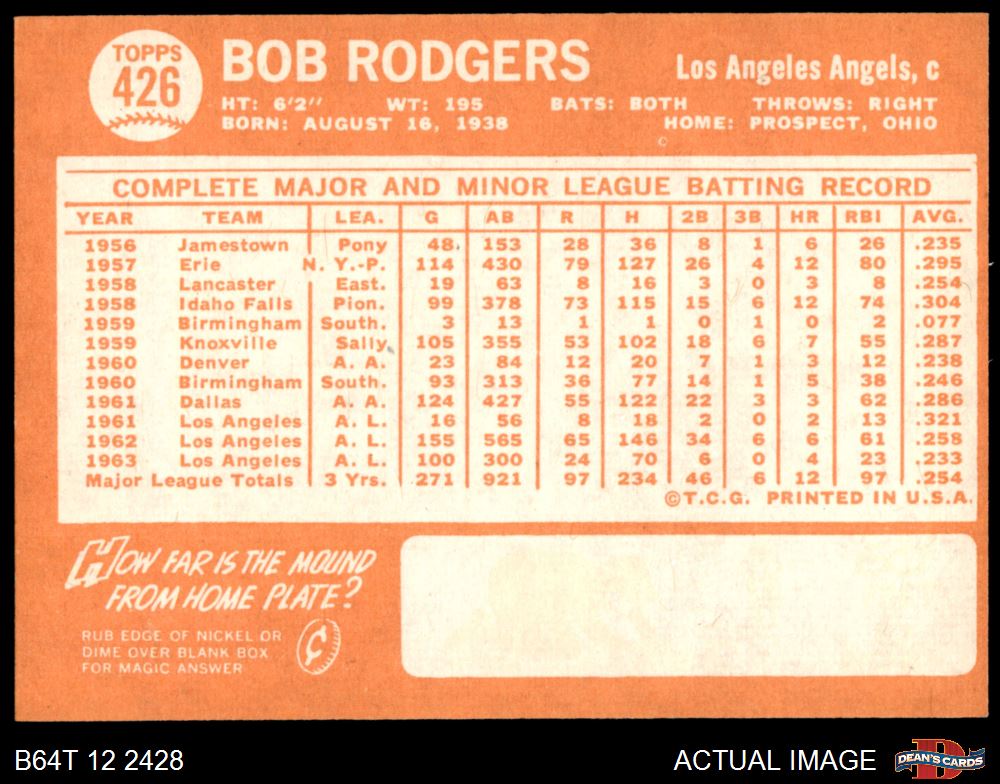 TOPPS
426
BOB RODGERS
Los Angeles Angels, c
HT: 6'2" WT: 195 BATS: BOTH THROWS: RIGHT
BORN: AUGUST 16, 1938 HOME: PROSPECT, OHIO
COMPLETE MAJOR AND MINOR LEAGUE BATTING RECORD
YEAR TEAM LEA. G AB R H 2B 3B HR RBI AVG.
1956 Jamestown Pony 48 153 28 36 8 1 6 26 .235
1957 Erie N. Y.-P. 114 430 79 127 26 4 12 80 .295
1958 Lancaster East. 19 63 8 16 3 0 3 8 .254
1958 Idaho Falls Pion. 99 378 73 115 15 6 12 74 .304
1959 Birmingham South. 3 13 1 1 0 1 0 2 .077
1959 Knoxville Sally 105 355 53 102 18 6 7 55 .287
1960 Denver A. A. 23 84 12 20 7 1 3 12 .238
1960 Birmingham South. 93 313 36 77 14 1 5 38 .246
1961 Dallas A. A. 124 427 55 122 22 3 3 62 .286
1961 Los Angeles A. L. 16 56 8 18 2 0 2 13 .321
1962 Los Angeles A. L. 155 565 65 146 34 6 6 61 .258
1963 Los Angeles A. L. 100 300 24 70 6 0 4 23 .233
Major League Totals 3 Yrs. 271 921 97 234 46 6 12 97 .254
©T.C.G. PRINTED IN U.S.A.
HOW FAR IS THE MOUND
FROM HOME PLATE?
RUB EDGE OF NICKEL OR
DIME OVER BLANK BOX
FOR MAGIC ANSWER
¢
B64T 12 2428 ACTUAL IMAGE
D
DEAN'S CARDS